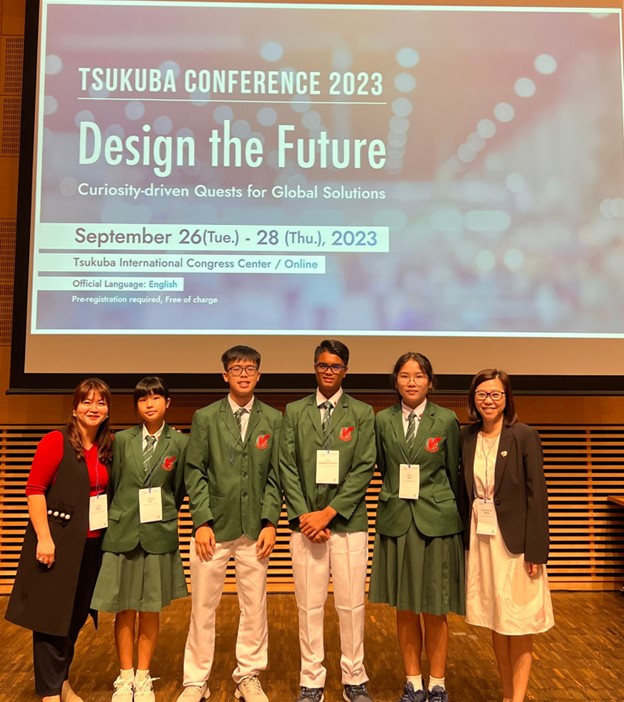 TSUKUBA CONFERENCE 2023
Design the Future
Curiosity-driven Quests for Global Solutions
September 26(Tue.) - 28 (Thu.), 2023
Tsukuba International Congress Center / Online
Official Language: English
Pre-registration required, Free of charge